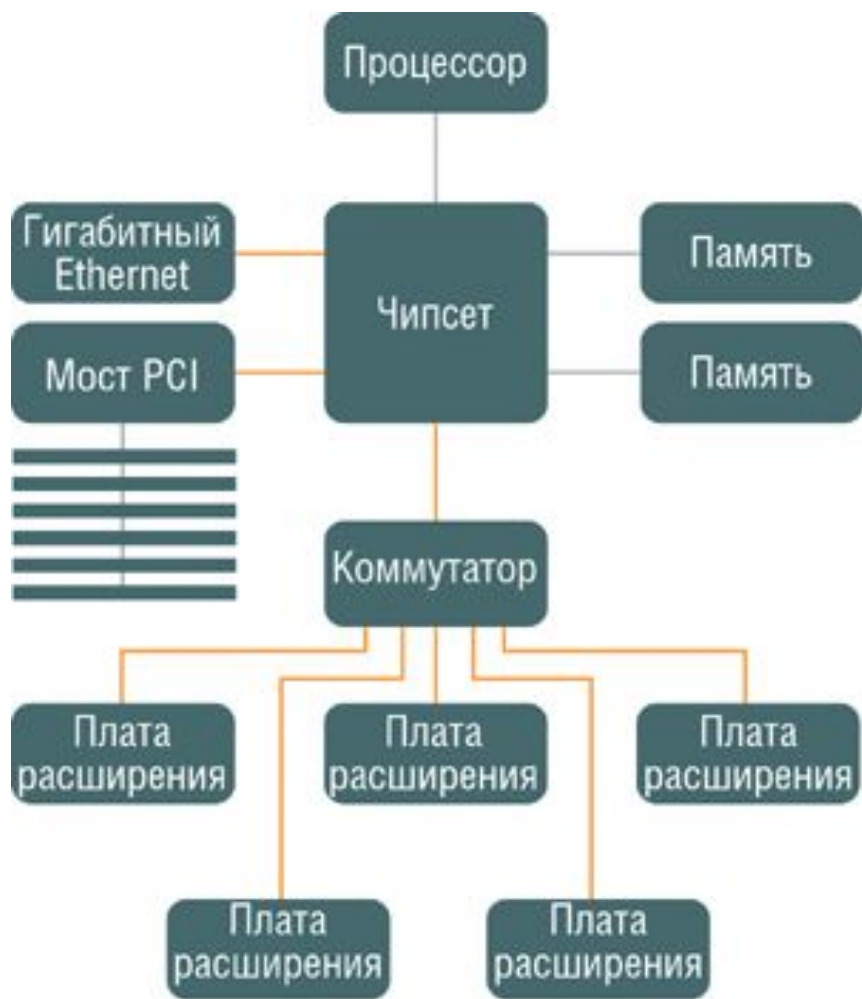 Процессор
Гигабитный
Ethernet
Чипсет
Память
Мост PCI
Память
Коммутатор
Плата
расширения
Плата
расширения
Плата
расширения
Плата
расширения
Плата
расширения